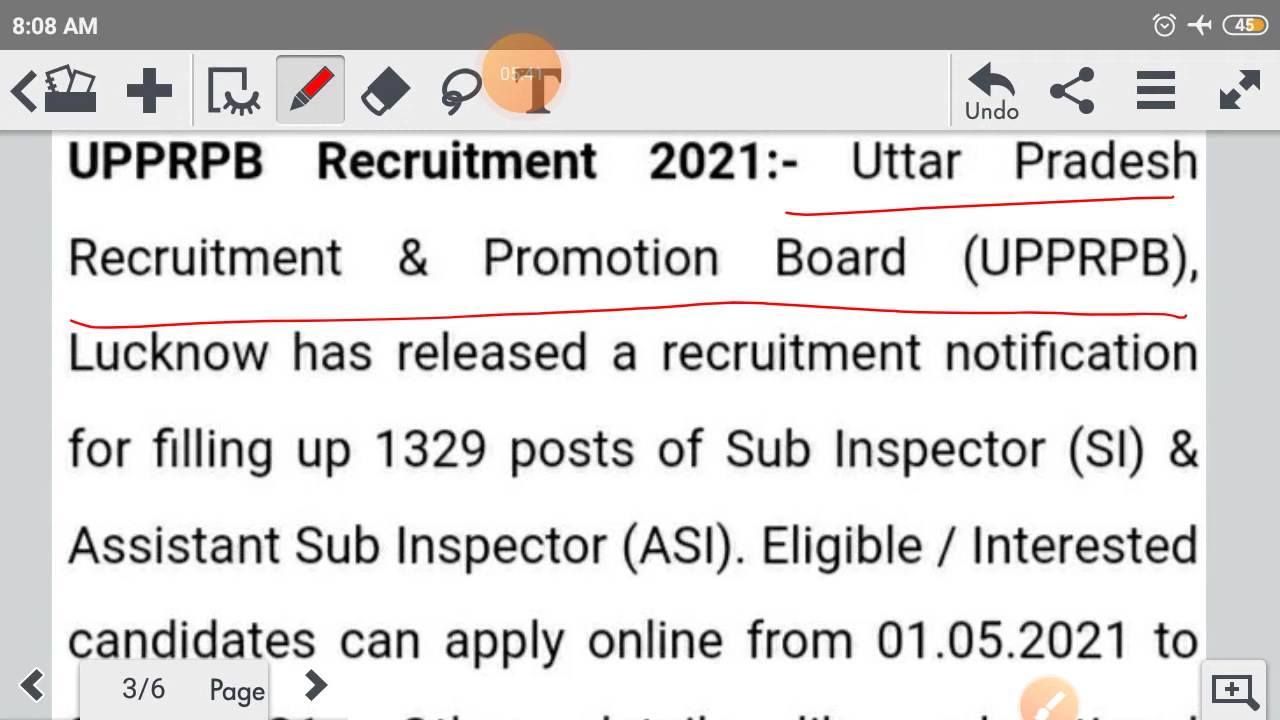 8:08 AM
45
05:41
T
Undo
UPPRPB Recruitment 2021:- Uttar Pradesh
Recruitment & Promotion Board (UPPRPB),
Lucknow has released a recruitment notification
for filling up 1329 posts of Sub Inspector (SI) &
Assistant Sub Inspector (ASI). Eligible / Interested
candidates can apply online from 01.05.2021 to
3/6 Page